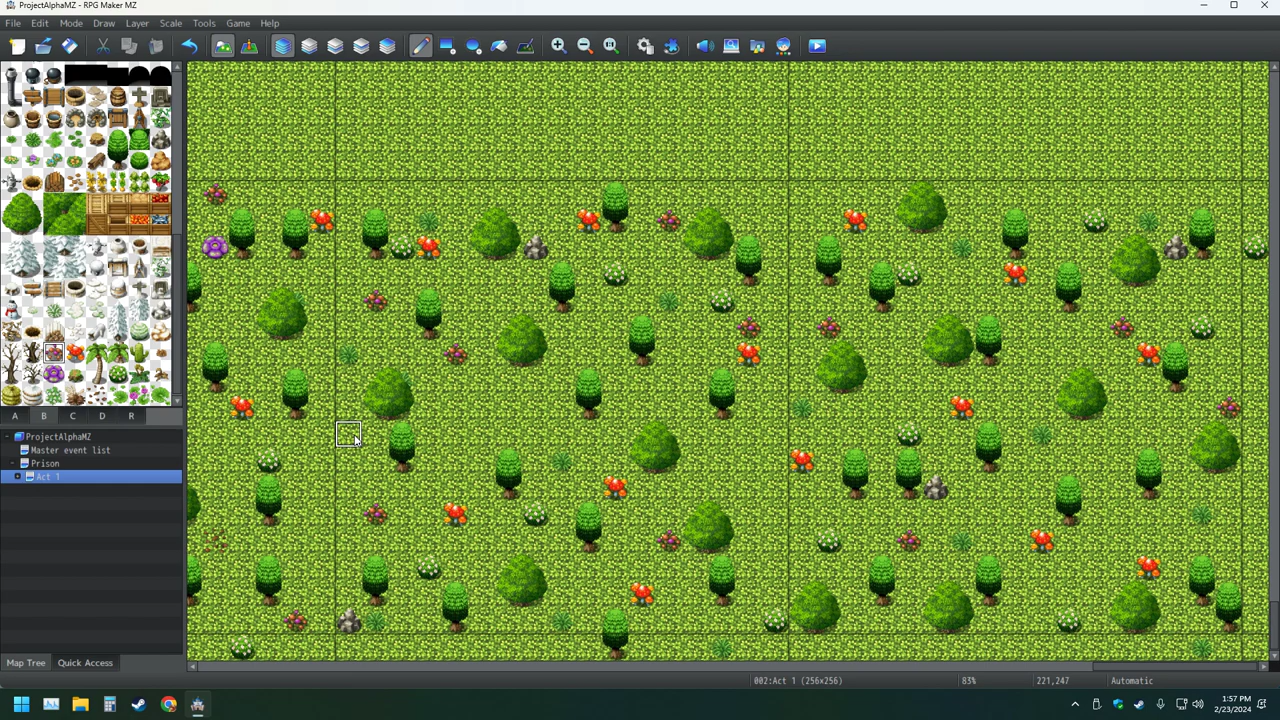 ProjectAlphaMZ - RPG Maker MZ
File Edit Mode Draw Layer Scale Tools Game Help
A B C D R
ProjectAlphaMZ
Master event list
Prison
Act 1
Map Tree Quick Access
002:Act 1 (256x256) 83% 221,247 Automatic
1:57 PM
2/23/2024